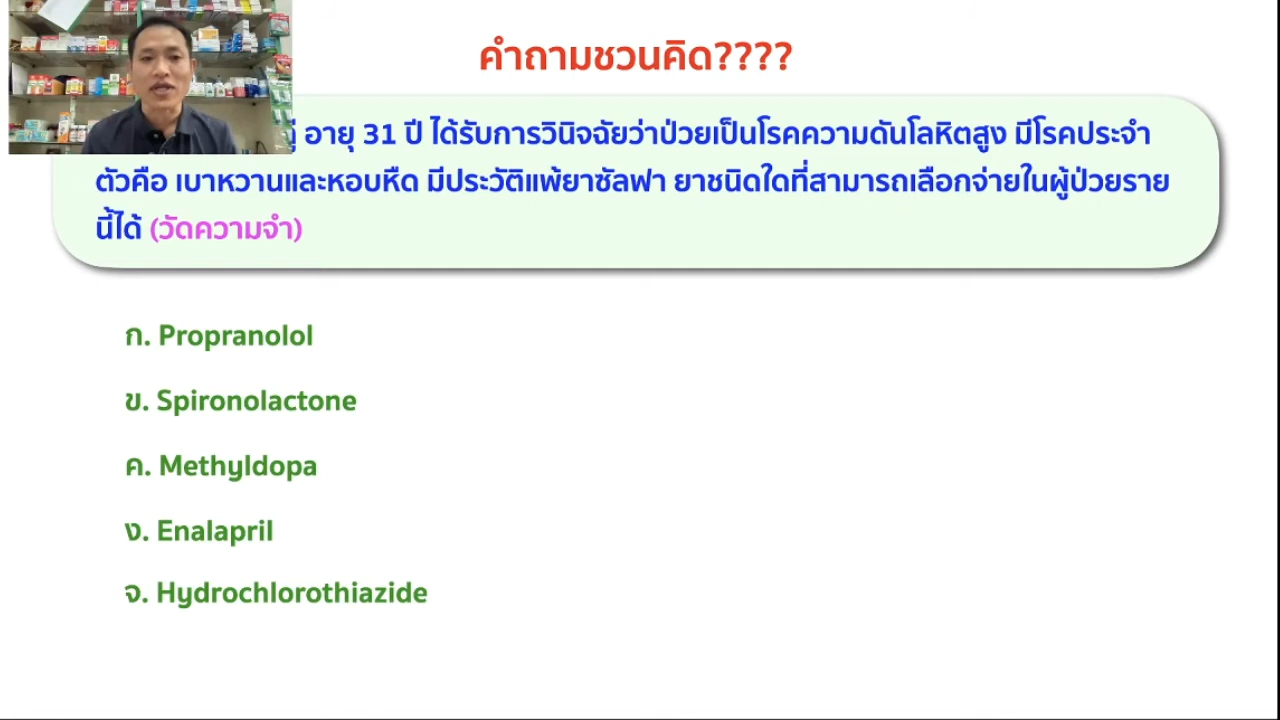 คำถามชวนคิด????
อายุ 31 ปี ได้รับการวินิจฉัยว่าป่วยเป็นโรคความดันโลหิตสูง มีโรคประจำ
ตัวคือ เบาหวานและหอบหืด มีประวัติแพ้ยาซัลฟา ยาชนิดใดที่สามารถเลือกจ่ายในผู้ป่วยราย
นี้ได้ (วัดความจำ)
ก. Propranolol
ข. Spironolactone
ค. Methyldopa
ง. Enalapril
จ. Hydrochlorothiazide